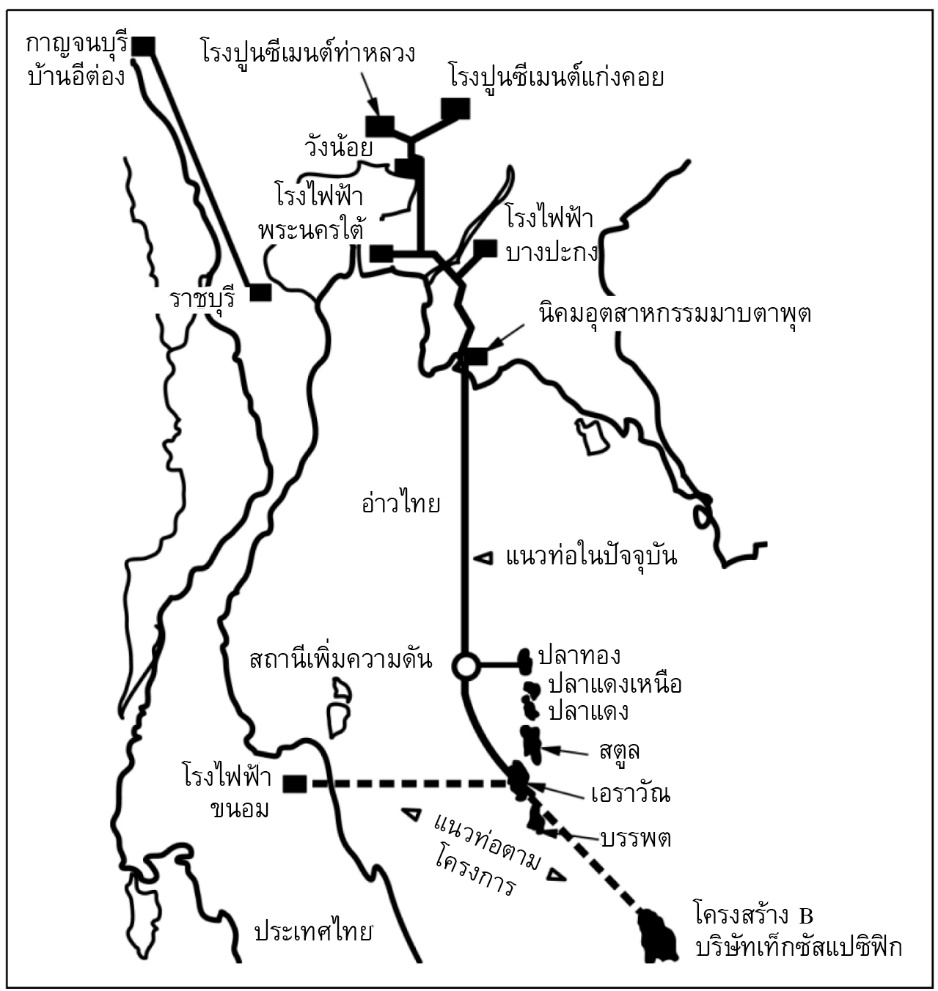 กาญจนบุรี
บ้านอีต่อง
โรงปูนซีเมนต์ท่าหลวง
โรงปูนซีเมนต์แก่งคอย
วังน้อย
โรงไฟฟ้า
พระนครใต้
โรงไฟฟ้า
บางปะกง
ราชบุรี
นิคมอุตสาหกรรมมาบตาพุต
อ่าวไทย
แนวท่อในปัจจุบัน
สถานีเพิ่มความดัน
ปลาทอง
ปลาแดงเหนือ
ปลาแดง
สตูล
โรงไฟฟ้า
ขนอม
เอราวัณ
แนวท่อตาม
โครงการ
บรรพต
ประเทศไทย
โครงสร้าง B
บริษัทเท็กซัสแปซิฟิก